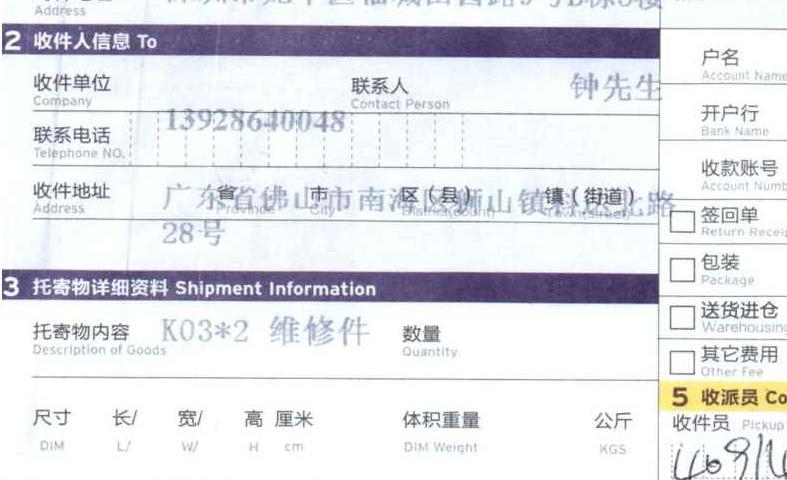 Address
2 收件人信息 To
收件单位 联系人 钟先生
Company Contact Person
13928640048
联系电话
Telephone NO.
收件地址 省 市 区（县） 镇（街道）
Address Province City District(county) Town(street)
广东省佛山市南海区狮山镇 北路
28号
3 托寄物详细资料 Shipment Information
托寄物内容 K03*2 维修件 数量
Description of Goods Quantity
尺寸 长/ 宽/ 高 厘米 体积重量 公斤
DIM L/ W/ H cm DIM Weight KGS
户名
Account Name
开户行
Bank Name
收款账号
Account Numb
签回单
Return Receip
包装
Package
送货进仓
Warehousing
其它费用
Other Fee
5 收派员 Co
收件员 Pickup